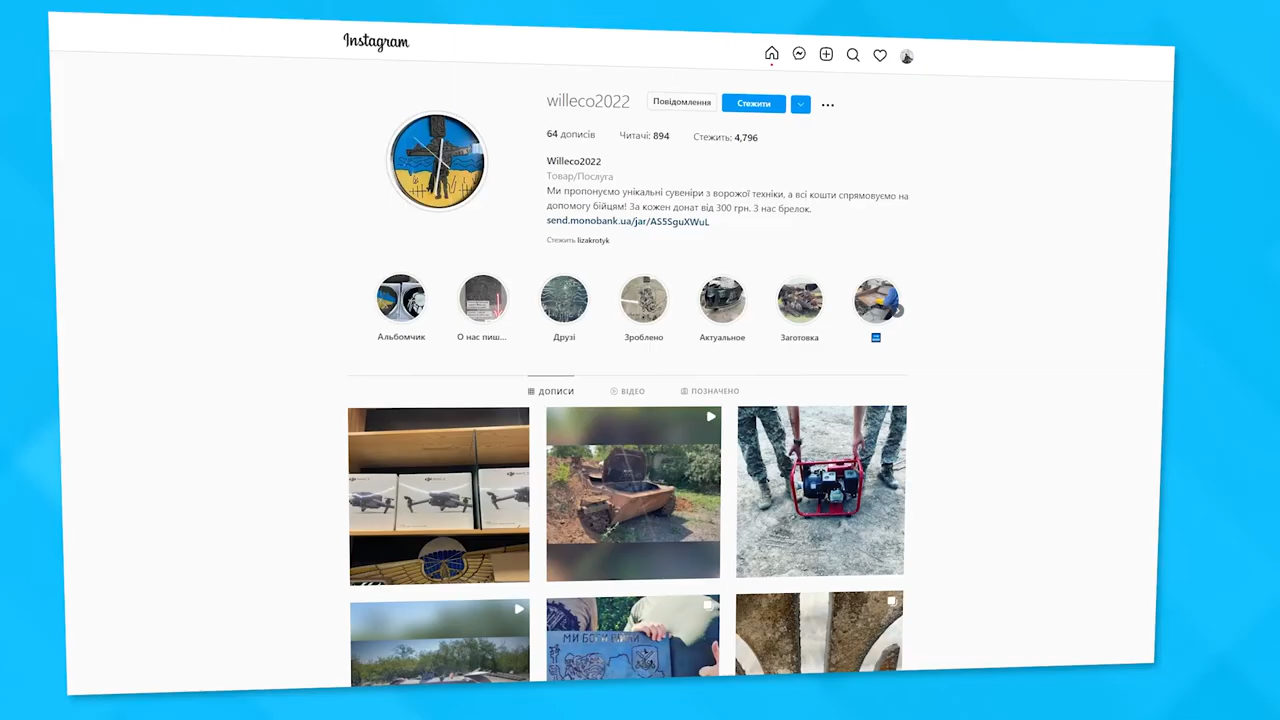 Instagram
willeco2022
Повідомлення
Стежити
64 дописів
Читачі: 894
Стежить: 4,796
Willeco2022
Товар/Послуга
Ми пропонуємо унікальні сувеніри з ворожої техніки, а всі кошти спрямовуємо на
допомогу бійцям! За кожен донат від 300 грн. З нас брелок.
send.monobank.ua/jar/AS5SguXWuL
Стежить lizakrotyk
Альбомчик
О нас пиш...
Друзі
Зроблено
Актуальное
Заготовка
ДОПИСИ
ВІДЕО
ПОЗНАЧЕНО
МИ БОГИ ВІЙНИ